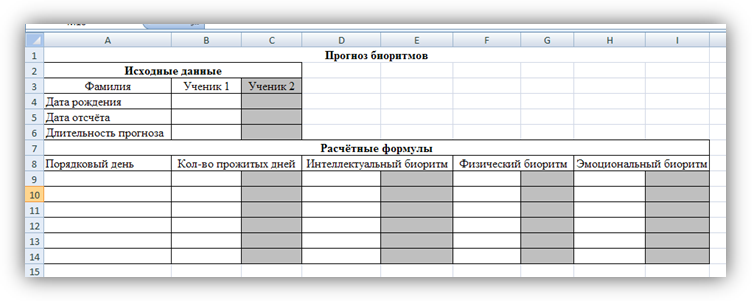 A B C D E F G H I
1 Прогноз биоритмов
2 Исходные данные
3 Фамилия Ученик 1 Ученик 2
4 Дата рождения
5 Дата отсчёта
6 Длительность прогноза
7 Расчётные формулы
8 Порядковый день Кол-во прожитых дней Интеллектуальный биоритм Физический биоритм Эмоциональный биоритм
9
10
11
12
13
14
15